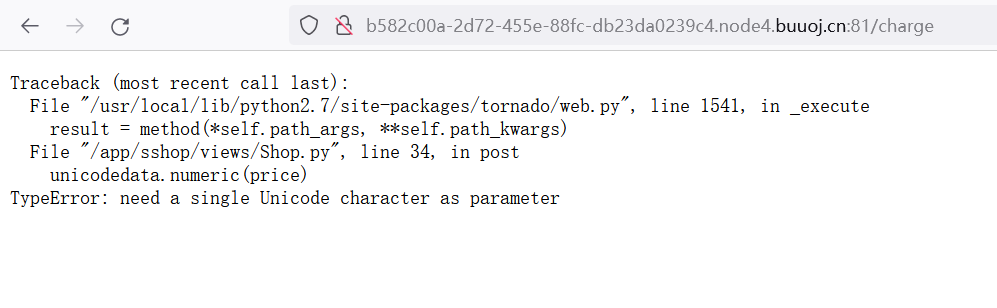 b582c00a-2d72-455e-88fc-db23da0239c4.node4.buuoj.cn:81/charge
Traceback (most recent call last):
  File "/usr/local/lib/python2.7/site-packages/tornado/web.py", line 1541, in _execute
    result = method(*self.path_args, **self.path_kwargs)
  File "/app/sshop/views/Shop.py", line 34, in post
    unicodedata.numeric(price)
TypeError: need a single Unicode character as parameter